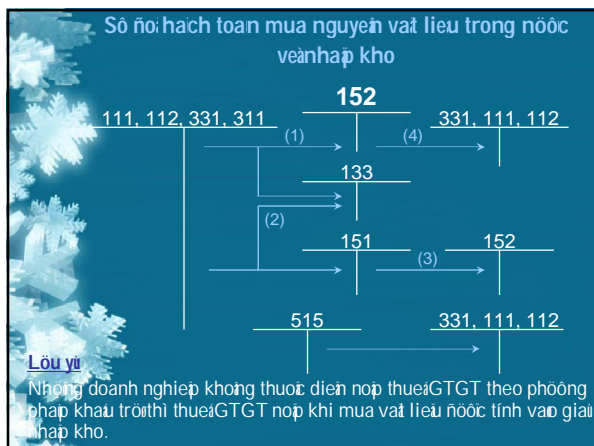 Sô ñoà haïch toaùn mua nguyeân vaät lieäu trong nöôùc
veà nhaäp kho
152
111, 112, 331, 311
331, 111, 112
(1)
(4)
133
(2)
151
152
(3)
515
331, 111, 112
Löu yù
Nhöõng doanh nghieäp khoâng thuoäc dieän noäp thueá GTGT theo phöông
phaùp khaáu tröø thì thueá GTGT noäp khi mua vaät lieäu ñöôïc tính vaøo giaù
nhaäp kho.